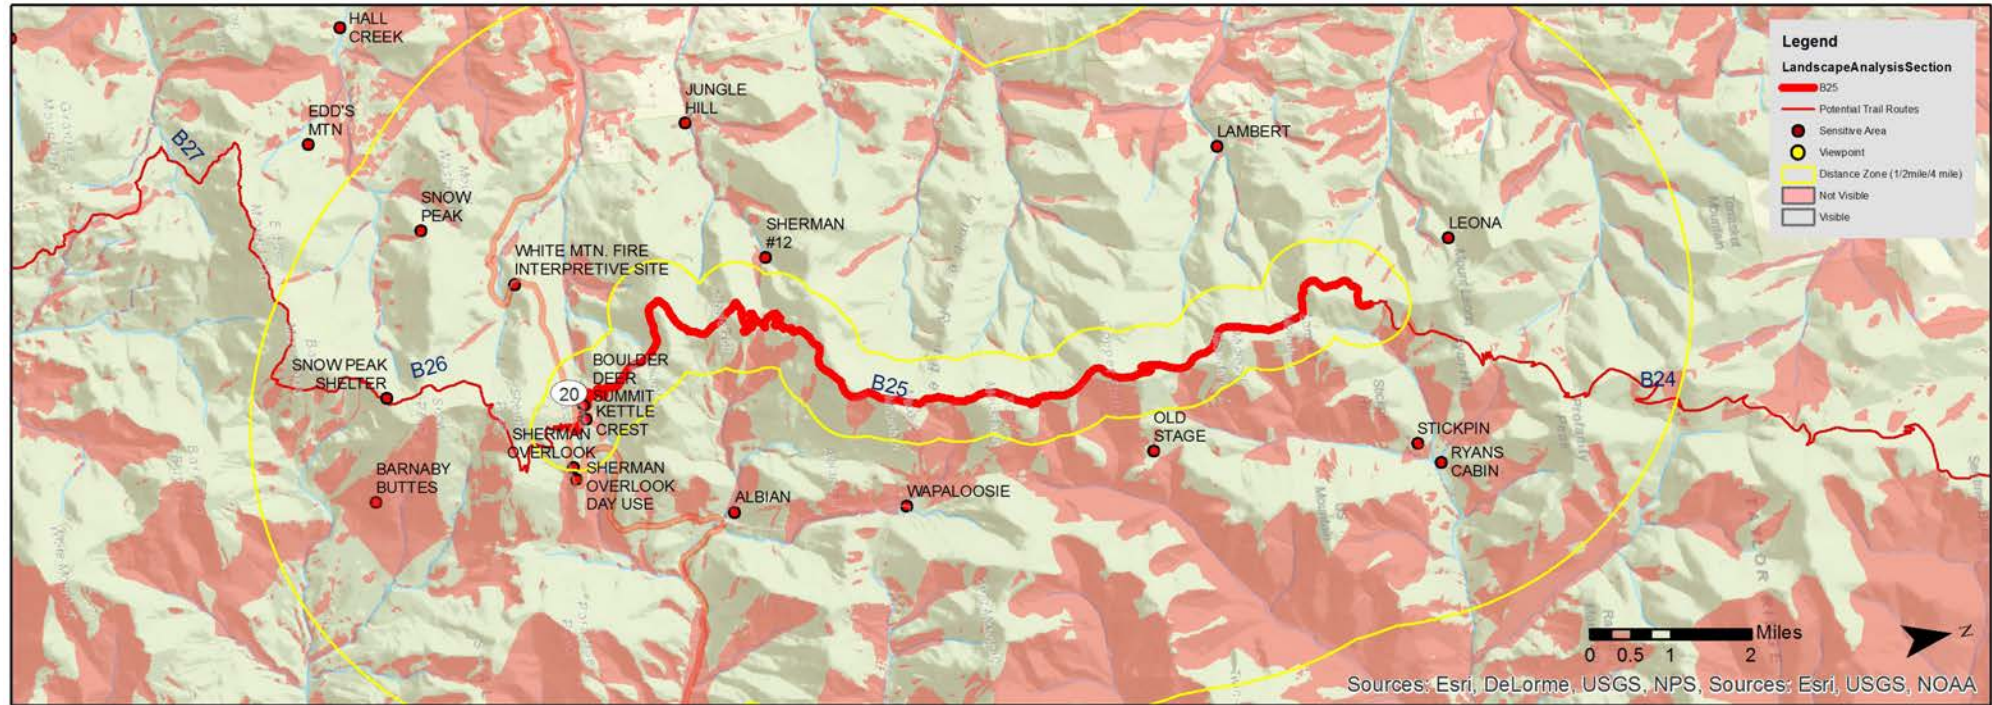 HALL
CREEK
EDD'S
MTN
B27
SNOW
PEAK
JUNGLE
HILL
LAMBERT
WHITE MTN. FIRE
INTERPRETIVE SITE
SHERMAN
#12
LEONA
SNOW PEAK
SHELTER
B26
BOULDER
DEER
SUMMIT
20
KETTLE
CREST
SHERMAN
OVERLOOK
SHERMAN
OVERLOOK
DAY USE
BARNABY
BUTTES
ALBIAN
WAPALOOSIE
B25
OLD
STAGE
STICKPIN
RYANS
CABIN
B24
Legend
LandscapeAnalysisSection
B25
Potential Trail Routes
Sensitive Area
Viewpoint
Distance Zone (1/2mile/4 mile)
Not Visible
Visible
Miles
0 0.5 1 2
N
Sources: Esri, DeLorme, USGS, NPS, Sources: Esri, USGS, NOAA